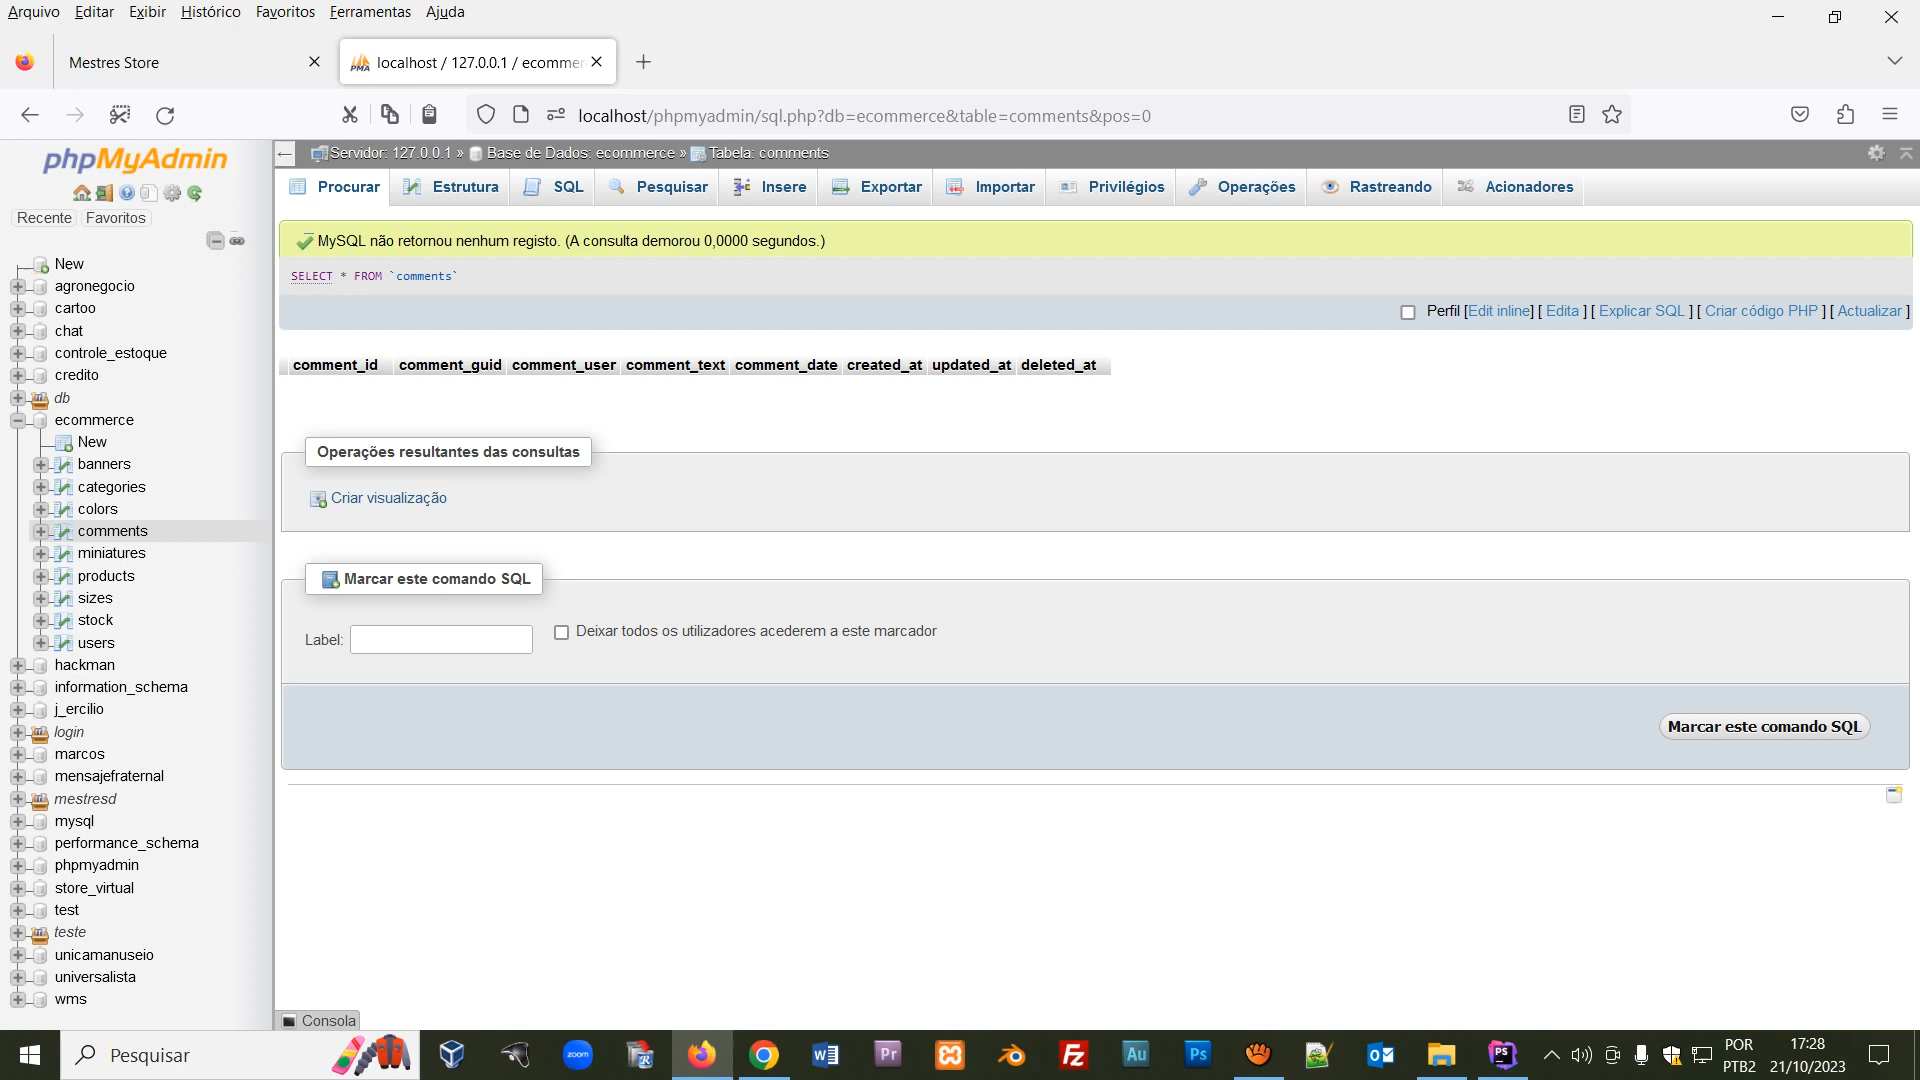 Arquivo Editar Exibir Histórico Favoritos Ferramentas Ajuda
Mestres Store
localhost / 127.0.0.1 / ecommer
localhost/phpmyadmin/sql.php?db=ecommerce&table=comments&pos=0
phpMyAdmin
Recente Favoritos
New
agronegocio
cartoo
chat
controle_estoque
credito
db
ecommerce
New
banners
categories
colors
comments
miniatures
products
sizes
stock
users
hackman
information_schema
j_ercilio
login
marcos
mensajefraternal
mestresd
mysql
performance_schema
phpmyadmin
store_virtual
test
teste
unicamanuseio
universalista
wms
Servidor: 127.0.0.1 » Base de Dados: ecommerce » Tabela: comments
Procurar Estrutura SQL Pesquisar Insere Exportar Importar Privilégios Operações Rastreando Acionadores
MySQL não retornou nenhum registo. (A consulta demorou 0,0000 segundos.)
SELECT * FROM `comments`
Perfil [Edit inline] [ Edita ] [ Explicar SQL ] [ Criar código PHP ] [ Actualizar ]
comment_id comment_guid comment_user comment_text comment_date created_at updated_at deleted_at
Operações resultantes das consultas
Criar visualização
Marcar este comando SQL
Label: Deixar todos os utilizadores acederem a este marcador
Marcar este comando SQL
Consola
Pesquisar
zoom
Pr
Fz
Au
Ps
PS
POR
PTB2
17:28
21/10/2023